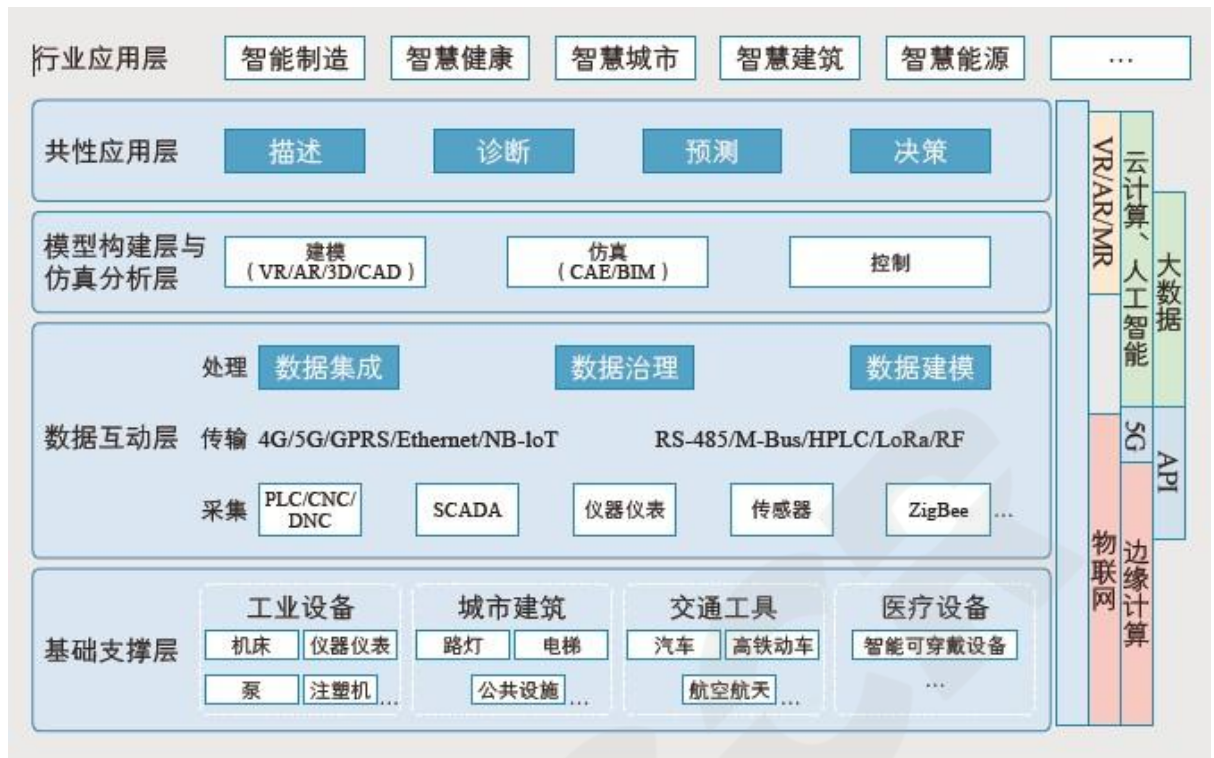 行业应用层 智能制造 智慧健康 智慧城市 智慧建筑 智慧能源 …
共性应用层 描述 诊断 预测 决策
模型构建层与
仿真分析层
建模
（VR/AR/3D/CAD）
仿真
（CAE/BIM）
控制
处理 数据集成 数据治理 数据建模
数据互动层 传输 4G/5G/GPRS/Ethernet/NB-loT RS-485/M-Bus/HPLC/LoRa/RF
采集
PLC/CNC/
DNC
SCADA 仪器仪表 传感器 ZigBee …
基础支撑层
工业设备
机床 仪器仪表
泵 注塑机 …
城市建筑
路灯 电梯
公共设施 …
交通工具
汽车 高铁动车
航空航天 …
医疗设备
智能可穿戴设备
…
VR/AR/MR
物联网
云计算、人工智能
5G
边缘计算
大数据
API